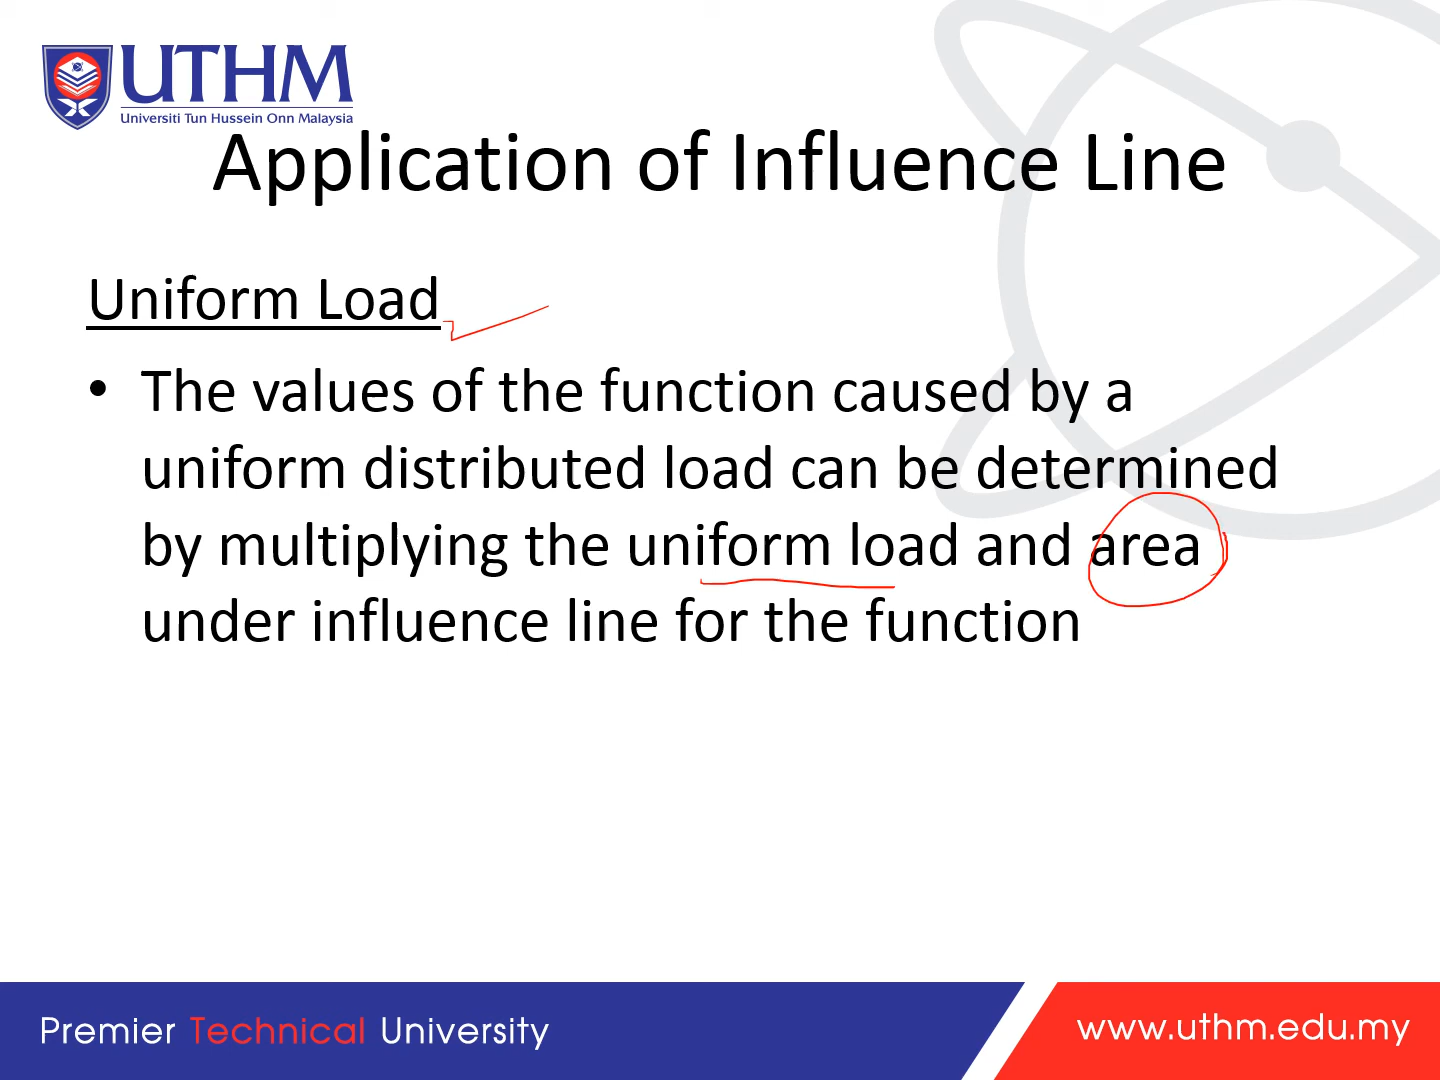 UTHM
Universiti Tun Hussein Onn Malaysia
Application of Influence Line
Uniform Load
• The values of the function caused by a
uniform distributed load can be determined
by multiplying the uniform load and area
under influence line for the function
Premier Technical University
www.uthm.edu.my